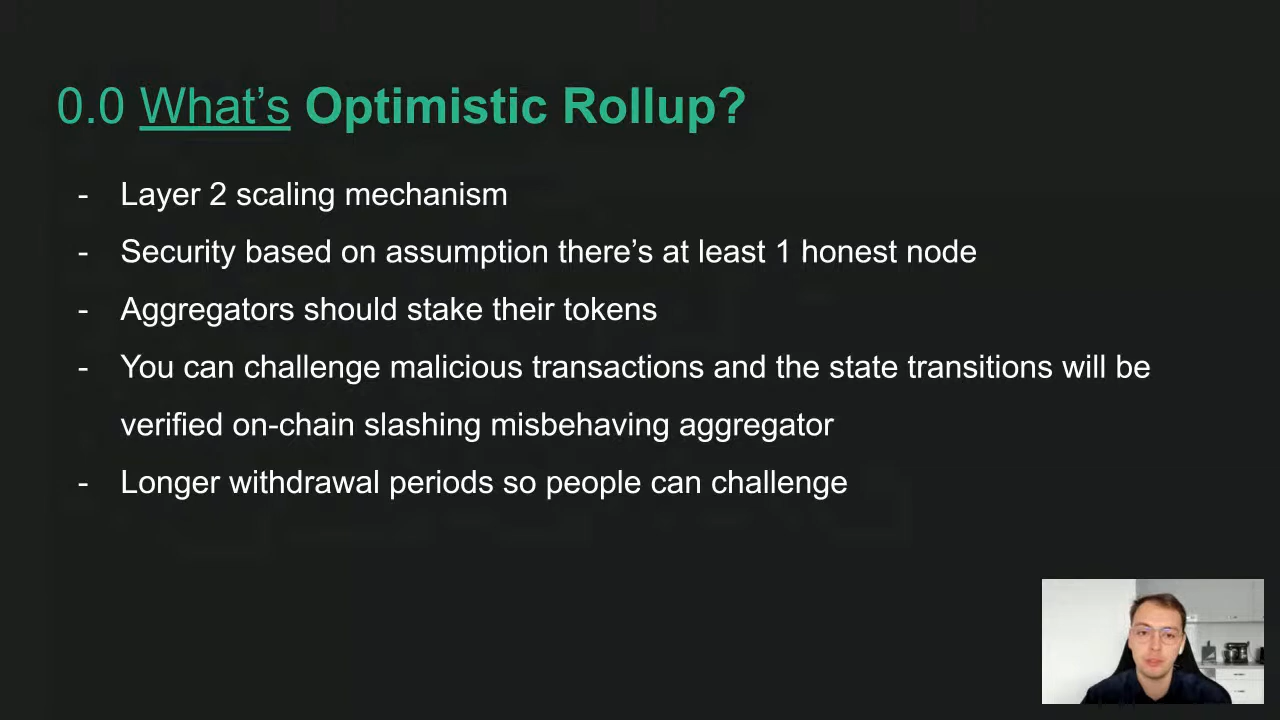 0.0 What’s Optimistic Rollup?
- Layer 2 scaling mechanism
- Security based on assumption there’s at least 1 honest node
- Aggregators should stake their tokens
- You can challenge malicious transactions and the state transitions will be
verified on-chain slashing misbehaving aggregator
- Longer withdrawal periods so people can challenge